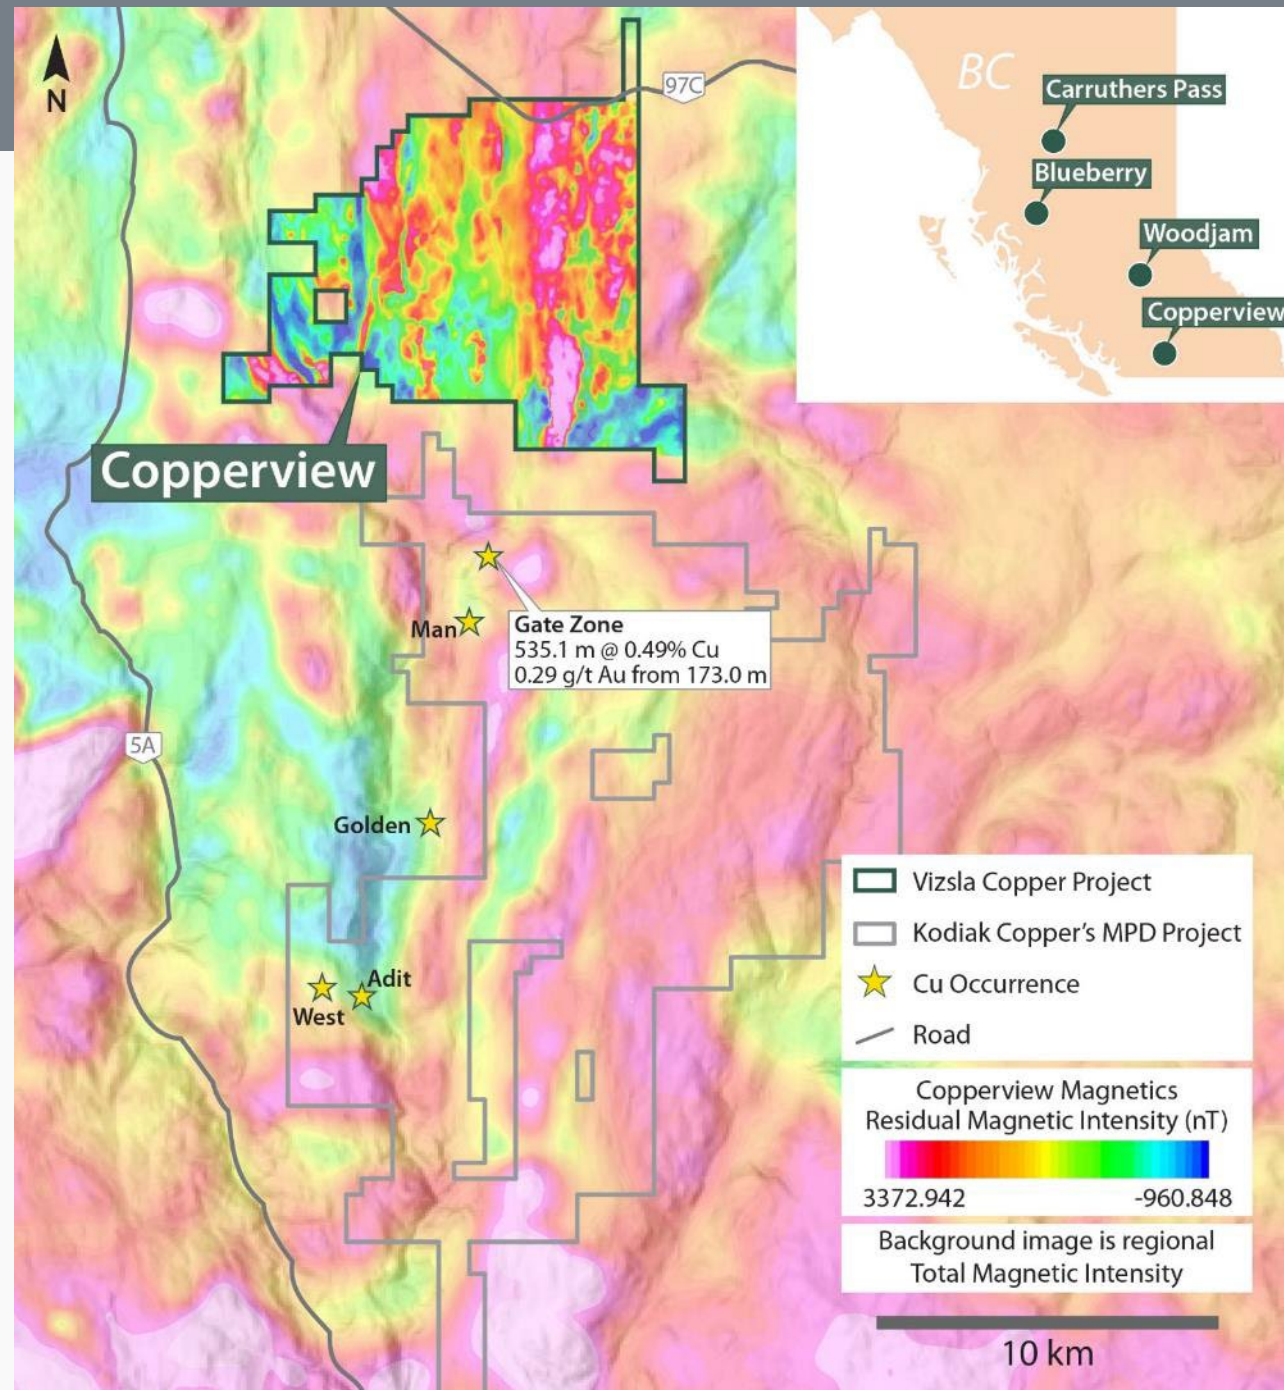 N
97C
BC
Carruthers Pass
Blueberry
Woodjam
Copperview
Copperview
Man
Gate Zone
535.1 m @ 0.49% Cu
0.29 g/t Au from 173.0 m
5A
Golden
Adit
West
Vizsla Copper Project
Kodiak Copper's MPD Project
Cu Occurrence
Road
Copperview Magnetics
Residual Magnetic Intensity (nT)
3372.942 -960.848
Background image is regional
Total Magnetic Intensity
10 km